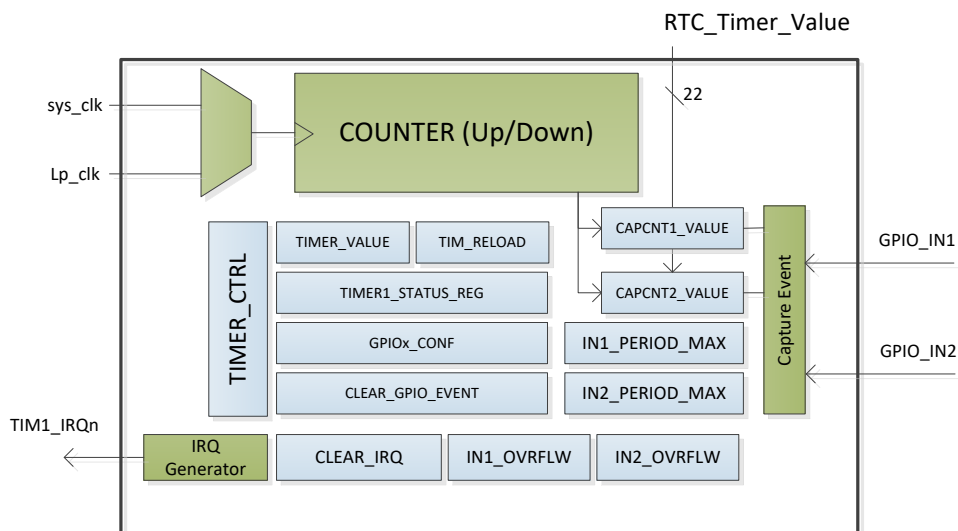 RTC_Timer_Value
22
sys_clk
COUNTER (Up/Down)
Lp_clk
CAPCNT1_VALUE
TIMER_VALUE
TIM_RELOAD
GPIO_IN1
CAPCNT2_VALUE
TIMER1_STATUS_REG
TIMER_CTRL
Capture Event
GPIOx_CONF
IN1_PERIOD_MAX
GPIO_IN2
CLEAR_GPIO_EVENT
IN2_PERIOD_MAX
TIM1_IRQn
IRQ
Generator
CLEAR_IRQ
IN1_OVRFLW
IN2_OVRFLW